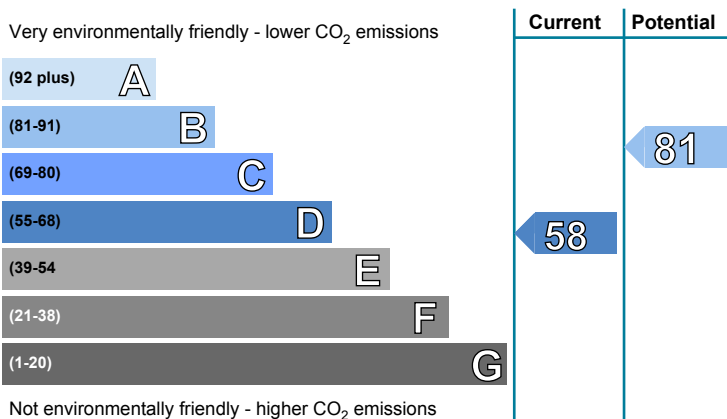 Very environmentally friendly - lower CO2 emissions
Current
Potential
(92 plus) A
(81-91) B
(69-80) C
(55-68) D
(39-54 E
(21-38) F
(1-20) G
81
58
Not environmentally friendly - higher CO2 emissions